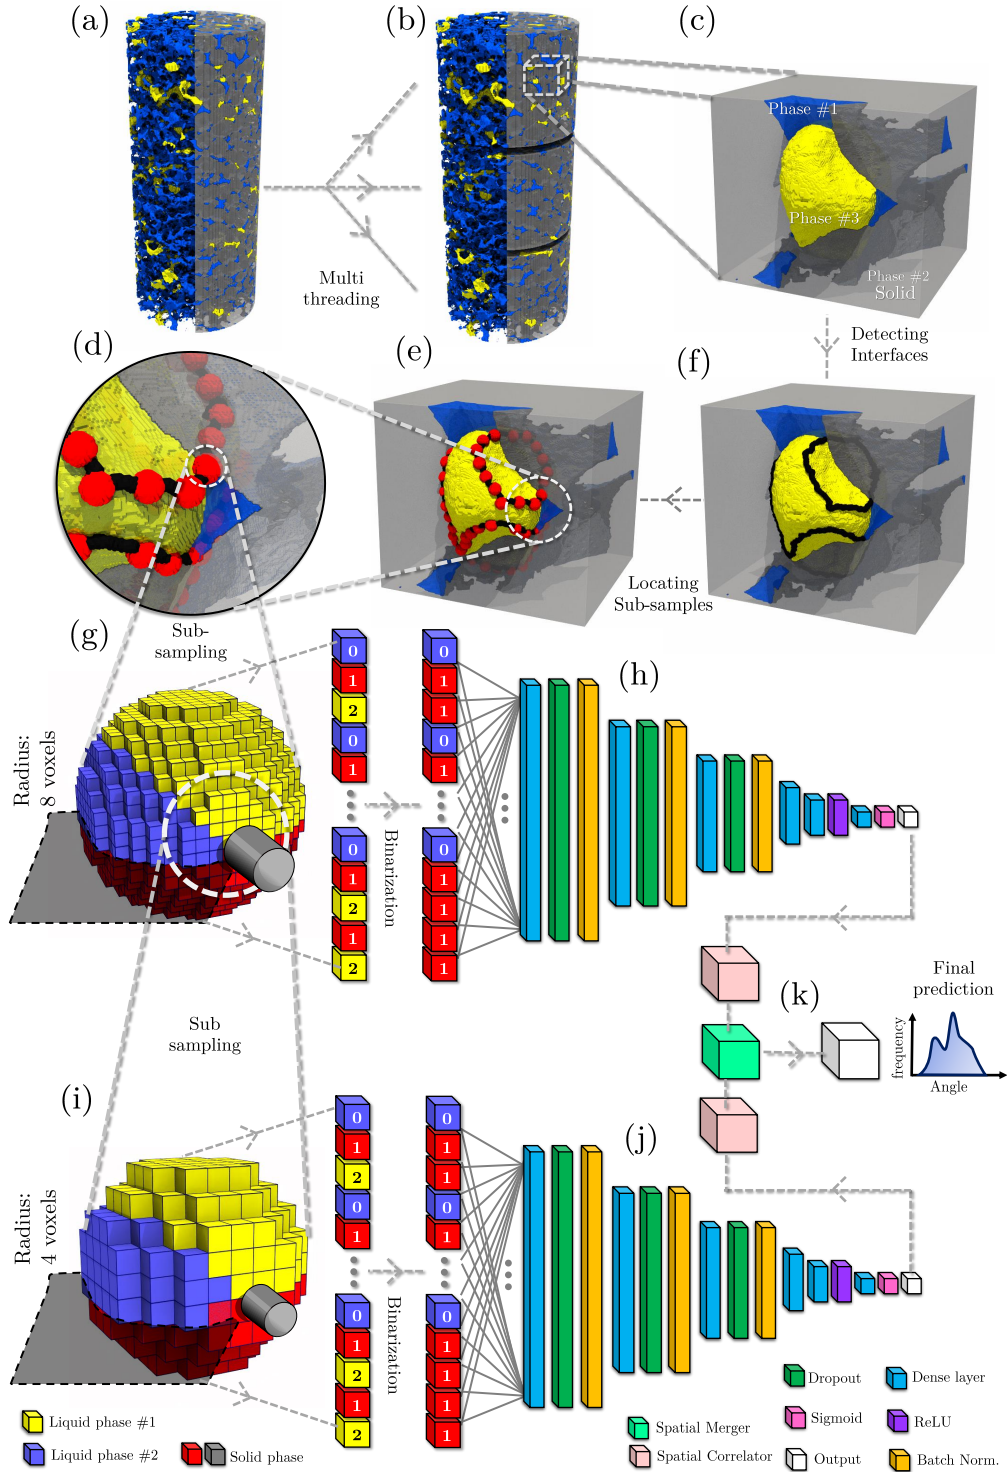 (a)
(b)
(c)
Phase #1
Phase #3
Phase #2
Solid
Multi
threading
Detecting
Interfaces
(d)
(e)
(f)
Locating
Sub-samples
(g)
Sub-
sampling
Radius:
8 voxels
0
1
2
0
1
0
1
2
1
2
Binarization
0
1
1
0
1
0
1
1
1
1
(h)
Sub
sampling
(k)
Final
prediction
frequency
Angle
(i)
Radius:
4 voxels
0
1
2
0
1
0
1
2
1
2
Binarization
0
1
1
0
1
0
1
1
1
1
(j)
Liquid phase #1
Liquid phase #2
Solid phase
Dropout
Dense layer
Spatial Merger
Sigmoid
ReLU
Spatial Correlator
Output
Batch Norm.